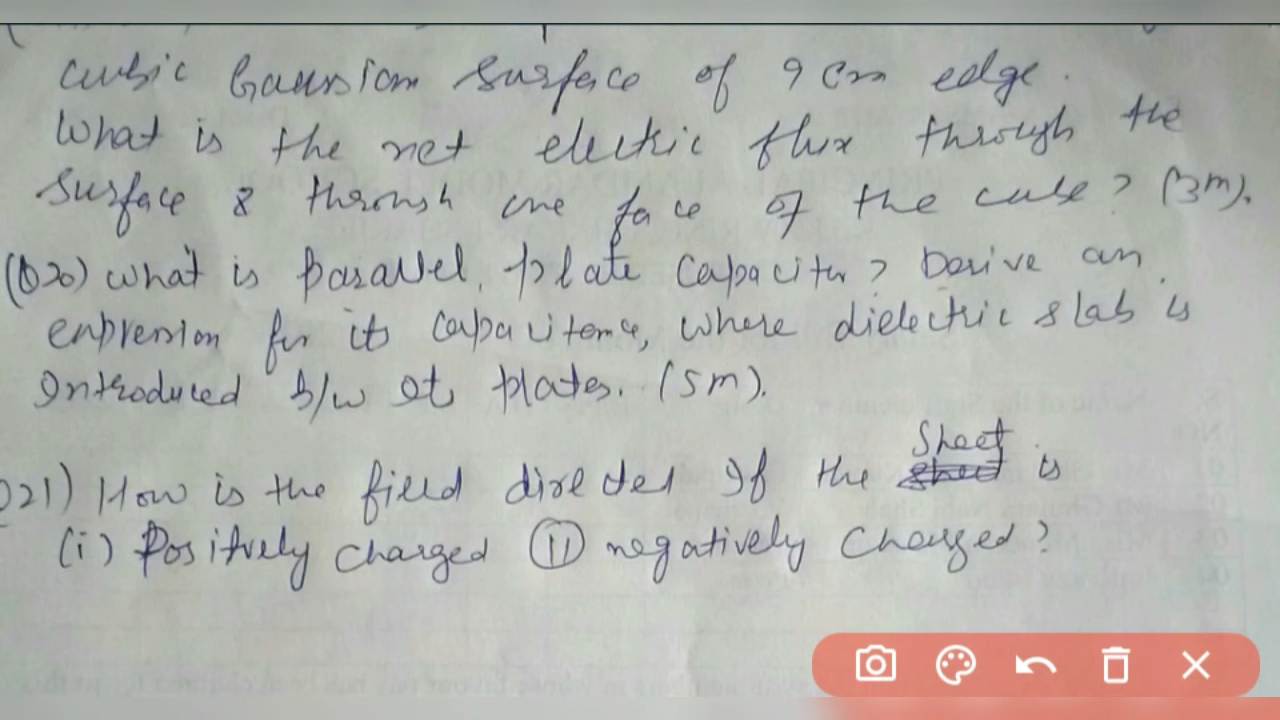 cubic Gaussian surface of 9 cm edge.
What is the net electric flux through the
surface & through one face of the cube? (3m).
(Q20) What is parallel plate capacitor? Derive an
expression for its capacitance, where dielectric slab is
introduced b/w its plates. (5m).
Q21) How is the field directed if the sheet is
(i) Positively charged (ii) negatively charged?